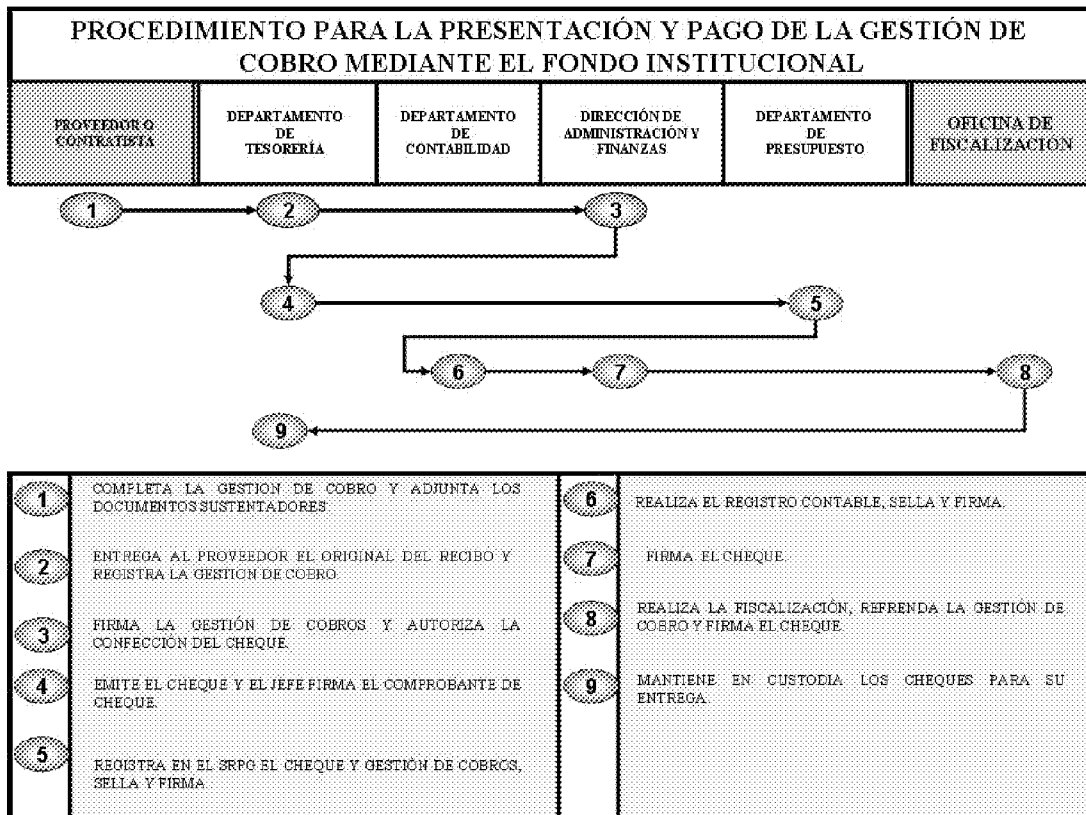 PROCEDIMIENTO PARA LA PRESENTACIÓN Y PAGO DE LA GESTIÓN DE
COBRO MEDIANTE EL FONDO INSTITUCIONAL
PROVEEDOR O
CONTRATISTA
DEPARTAMENTO
DE
TESORERÍA
DEPARTAMENTO
DE
CONTABILIDAD
DIRECCIÓN DE
ADMINISTRACIÓN Y
FINANZAS
DEPARTAMENTO
DE
PRESUPUESTO
OFICINA DE
FISCALIZACIÓN
1
2
3
4
5
6
7
8
9
1
COMPLETA LA GESTION DE COBRO Y ADJUNTA LOS
DOCUMENTOS SUSTENTADORES
2
ENTREGA AL PROVEEDOR EL ORIGINAL DEL RECIBO Y
REGISTRA LA GESTION DE COBRO.
3
FIRMA LA GESTIÓN DE COBROS Y AUTORIZA LA
CONFECCIÓN DEL CHEQUE.
4
EMITE EL CHEQUE Y EL JEFE FIRMA EL COMPROBANTE DE
CHEQUE.
5
REGISTRA EN EL SRPG EL CHEQUE Y GESTIÓN DE COBROS,
SELLA Y FIRMA
6
REALIZA EL REGISTRO CONTABLE, SELLA Y FIRMA.
7
FIRMA EL CHEQUE.
8
REALIZA LA FISCALIZACIÓN, REFRENDA LA GESTIÓN DE
COBRO Y FIRMA EL CHEQUE
9
MANTIENE EN CUSTODIA LOS CHEQUES PARA SU
ENTREGA.